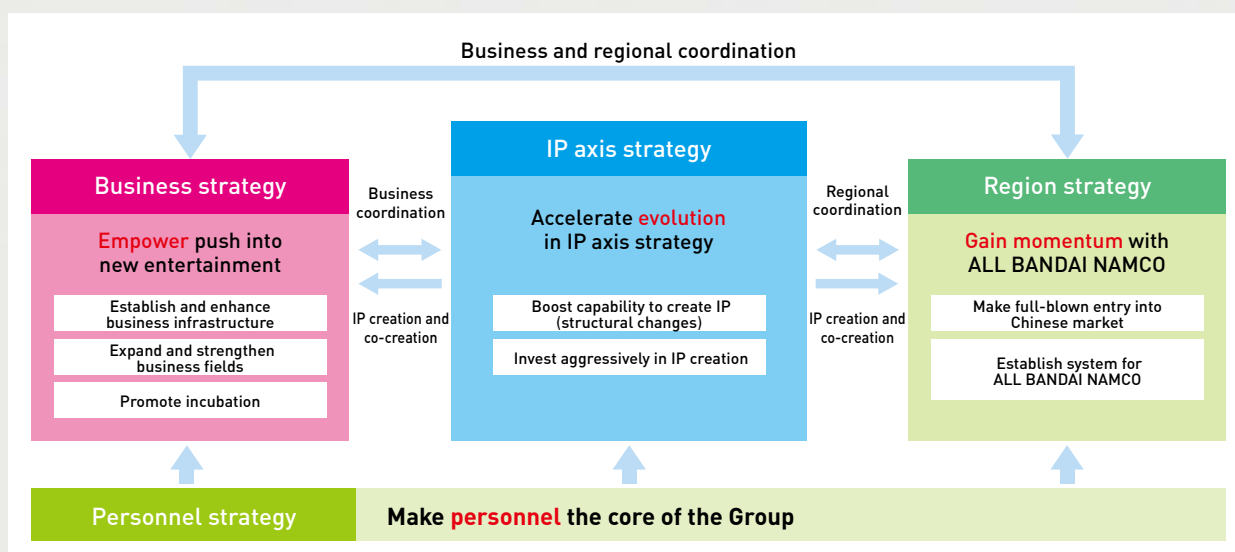 Business and regional coordination
Business strategy
Empower push into
new entertainment
Establish and enhance
business infrastructure
Expand and strengthen
business fields
Promote incubation
Business
coordination
IP creation and
co-creation
IP axis strategy
Accelerate evolution
in IP axis strategy
Boost capability to create IP
(structural changes)
Invest aggressively in IP creation
Regional
coordination
IP creation and
co-creation
Region strategy
Gain momentum with
ALL BANDAI NAMCO
Make full-blown entry into
Chinese market
Establish system for
ALL BANDAI NAMCO
Personnel strategy
Make personnel the core of the Group